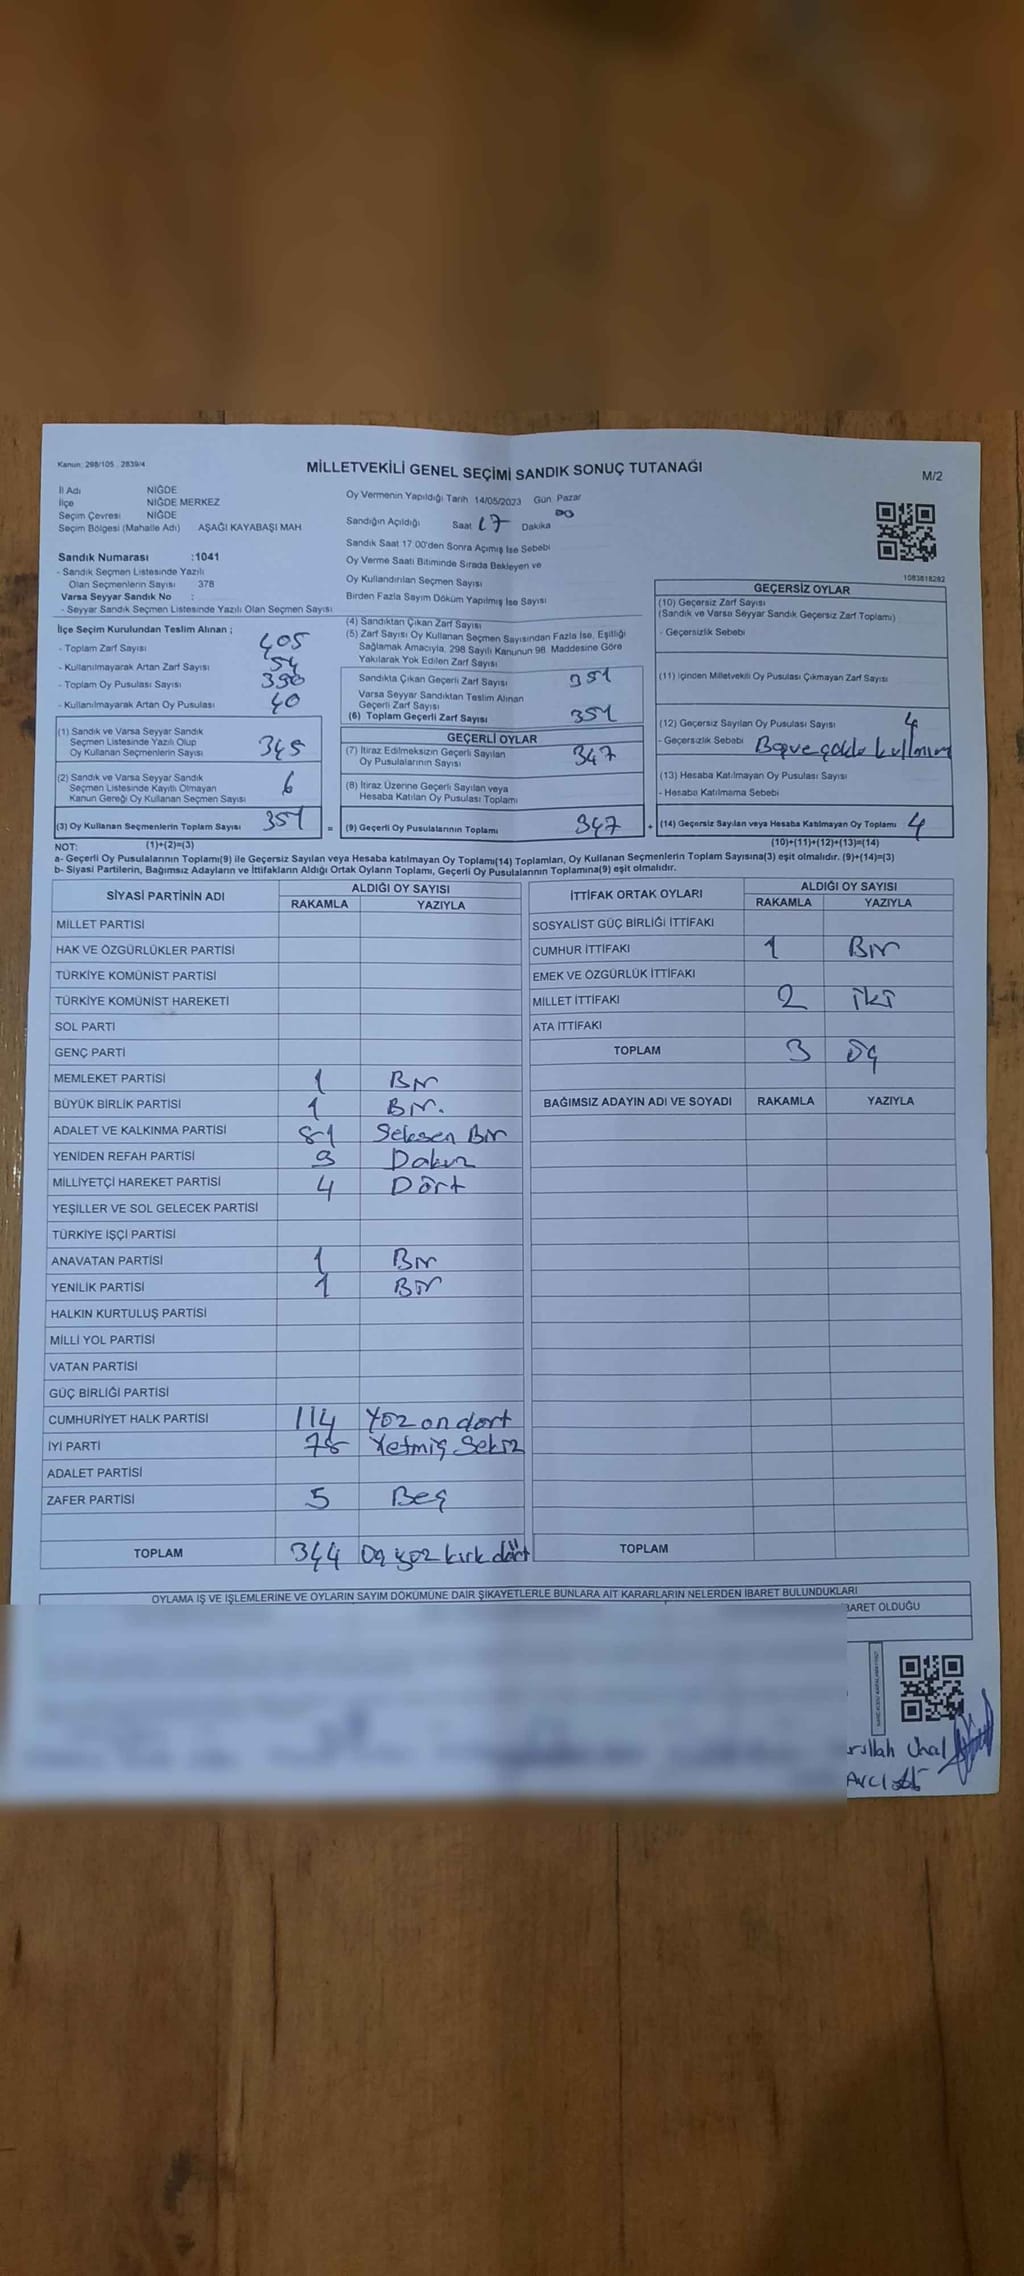 Kanun: 298/105 , 2839/4
MİLLETVEKİLİ GENEL SEÇİMİ SANDIK SONUÇ TUTANAĞI
M/2
İl Adı NİĞDE
İlçe NİĞDE MERKEZ
Seçim Çevresi NİĞDE
Seçim Bölgesi (Mahalle Adı) AŞAĞI KAYABAŞI MAH
Sandık Numarası :1041
- Sandık Seçmen Listesinde Yazılı
Olan Seçmenlerin Sayısı 378
Varsa Seyyar Sandık No :
- Seyyar Sandık Seçmen Listesinde Yazılı Olan Seçmen Sayısı
Oy Vermenin Yapıldığı Tarih 14/05/2023 Gün Pazar
Sandığın Açıldığı Saat 17 Dakika 00
Sandık Saat 17:00'den Sonra Açımış İse Sebebi
Oy Verme Saati Bitiminde Sırada Bekleyen ve
Oy Kullandırılan Seçmen Sayısı
Birden Fazla Sayım Döküm Yapılmış İse Sayısı
1083818282
İlçe Seçim Kurulundan Teslim Alınan ;
- Toplam Zarf Sayısı 405
- Kullanılmayarak Artan Zarf Sayısı 54
- Toplam Oy Pusulası Sayısı 390
- Kullanılmayarak Artan Oy Pusulası 40
(1) Sandık ve Varsa Seyyar Sandık
Seçmen Listesinde Yazılı Olup
Oy Kullanan Seçmenlerin Sayısı 345
(2) Sandık ve Varsa Seyyar Sandık
Seçmen Listesinde Kayıtlı Olmayan
Kanun Gereği Oy Kullanan Seçmen Sayısı 6
(3) Oy Kullanan Seçmenlerin Toplam Sayısı 351 =
(4) Sandıktan Çıkan Zarf Sayısı
(5) Zarf Sayısı Oy Kullanan Seçmen Sayısından Fazla İse, Eşitliği
Sağlamak Amacıyla, 298 Sayılı Kanunun 98. Maddesine Göre
Yakılarak Yok Edilen Zarf Sayısı
Sandıkta Çıkan Geçerli Zarf Sayısı 351
Varsa Seyyar Sandıktan Teslim Alınan
Geçerli Zarf Sayısı
(6) Toplam Geçerli Zarf Sayısı 351
GEÇERLİ OYLAR
(7) İtiraz Edilmeksizin Geçerli Sayılan
Oy Pusulalarının Sayısı 347
(8) İtiraz Üzerine Geçerli Sayılan veya
Hesaba Katılan Oy Pusulası Toplamı
(9) Geçerli Oy Pusulalarının Toplamı 347 +
GEÇERSİZ OYLAR
(10) Geçersiz Zarf Sayısı
(Sandık ve Varsa Seyyar Sandık Geçersiz Zarf Toplamı)
- Geçersizlik Sebebi
(11) İçinden Milletvekili Oy Pusulası Çıkmayan Zarf Sayısı
(12) Geçersiz Sayılan Oy Pusulası Sayısı 4
- Geçersizlik Sebebi
(13) Hesaba Katılmayan Oy Pusulası Sayısı
- Hesaba Katılmama Sebebi
(14) Geçersiz Sayılan veya Hesaba Katılmayan Oy Toplamı 4
NOT: (1)+(2)=(3) (10)+(11)+(12)+(13)=(14)
a- Geçerli Oy Pusulalarının Toplamı(9) ile Geçersiz Sayılan veya Hesaba katılmayan Oy Toplamı(14) Toplamları, Oy Kullanan Seçmenlerin Toplam Sayısına(3) eşit olmalıdır. (9)+(14)=(3)
b- Siyasi Partilerin, Bağımsız Adayların ve İttifakların Aldığı Ortak Oyların Toplamı, Geçerli Oy Pusulalarının Toplamına(9) eşit olmalıdır.
SİYASİ PARTİNİN ADI ALDIĞI OY SAYISI
RAKAMLA YAZIYLA
MİLLET PARTİSİ
HAK VE ÖZGÜRLÜKLER PARTİSİ
TÜRKİYE KOMÜNİST PARTİSİ
TÜRKİYE KOMÜNİST HAREKETİ
SOL PARTİ
GENÇ PARTİ
MEMLEKET PARTİSİ 1 Bir
BÜYÜK BİRLİK PARTİSİ 1 Bir.
ADALET VE KALKINMA PARTİSİ 81 Seksen Bir
YENİDEN REFAH PARTİSİ 9 Dokuz
MİLLİYETÇİ HAREKET PARTİSİ 4 Dört
YEŞİLLER VE SOL GELECEK PARTİSİ
TÜRKİYE İŞÇİ PARTİSİ
ANAVATAN PARTİSİ 1 Bir
YENİLİK PARTİSİ 1 Bir
HALKIN KURTULUŞ PARTİSİ
MİLLİ YOL PARTİSİ
VATAN PARTİSİ
GÜÇ BİRLİĞİ PARTİSİ
CUMHURİYET HALK PARTİSİ 114 Yüz on dört
İYİ PARTİ 78 Yetmiş Sekiz
ADALET PARTİSİ
ZAFER PARTİSİ 5 Beş
TOPLAM 344 Üç yüz kırk dört
İTTİFAK ORTAK OYLARI ALDIĞI OY SAYISI
RAKAMLA YAZIYLA
SOSYALİST GÜÇ BİRLİĞİ İTTİFAKI
CUMHUR İTTİFAKI 1 Bir
EMEK VE ÖZGÜRLÜK İTTİFAKI
MİLLET İTTİFAKI 2 iki
ATA İTTİFAKI
TOPLAM 3 üç
BAĞIMSIZ ADAYIN ADI VE SOYADI RAKAMLA YAZIYLA
TOPLAM
OYLAMA İŞ VE İŞLEMLERİNE VE OYLARIN SAYIM DÖKÜMÜNE DAİR ŞİKAYETLERLE BUNLARA AİT KARARLARIN NELERDEN İBARET BULUNDUKLARI
BARET OLDUĞU
rullah Ünal